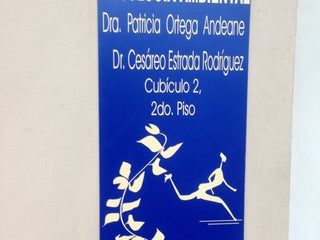 Dra. Patricia Ortega Andeane
Dr. Cesáreo Estrada Rodríguez
Cubículo 2,
2do. Piso